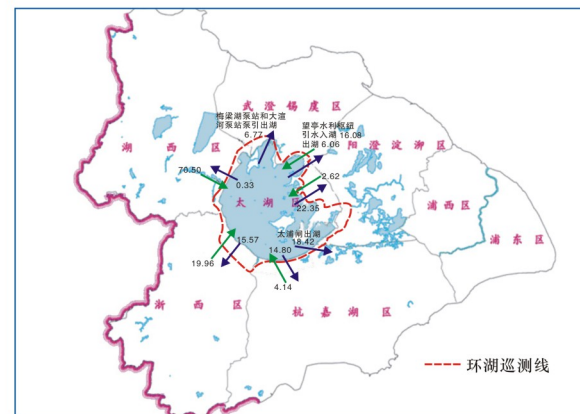 梅梁湖泵站和大渲
河泵站泵引出湖
6.77
武澄锡虞区
望亭水利枢纽
引水入湖 16.08
出湖 6.06
湖西区
阳澄淀泖区
70.50
0.33
2.62
太湖区
22.35
浦西区
浦东区
太浦闸出湖
18.42
15.57
14.80
19.96
4.14
浙西区
杭嘉湖区
环湖巡测线